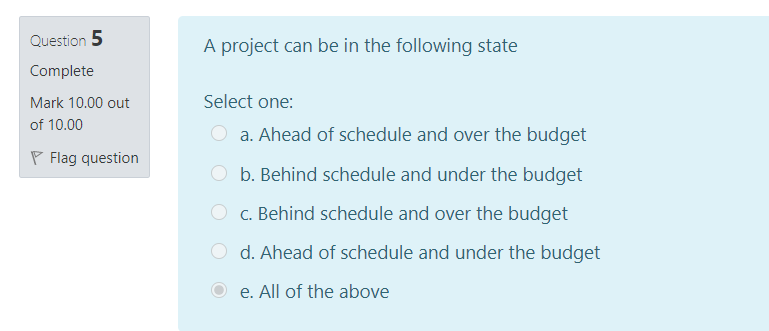 Question 5
Complete
Mark 10.00 out
of 10.00
Flag question
A project can be in the following state
Select one:
a. Ahead of schedule and over the budget
b. Behind schedule and under the budget
c. Behind schedule and over the budget
d. Ahead of schedule and under the budget
e. All of the above